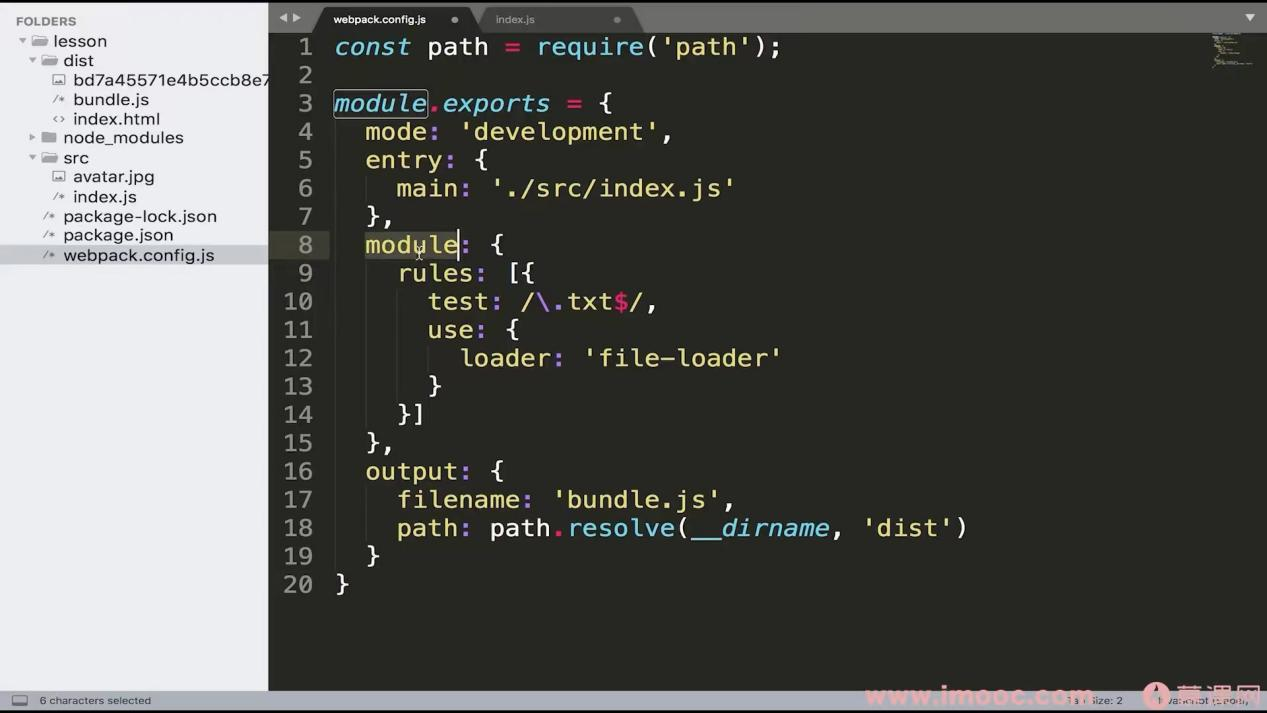 FOLDERS
lesson
dist
bd7a45571e4b5ccb8e7
/* bundle.js
<> index.html
node_modules
src
avatar.jpg
/* index.js
/* package-lock.json
/* package.json
/* webpack.config.js
webpack.config.js
index.js
1 const path = require('path');
2
3 module.exports = {
4 mode: 'development',
5 entry: {
6 main: './src/index.js'
7 },
8 module: {
9 rules: [{
10 test: /\.txt$/,
11 use: {
12 loader: 'file-loader'
13 }
14 }]
15 },
16 output: {
17 filename: 'bundle.js',
18 path: path.resolve(__dirname, 'dist')
19 }
20 }
6 characters selected
www.imooc.com
慕课网
Size: 2